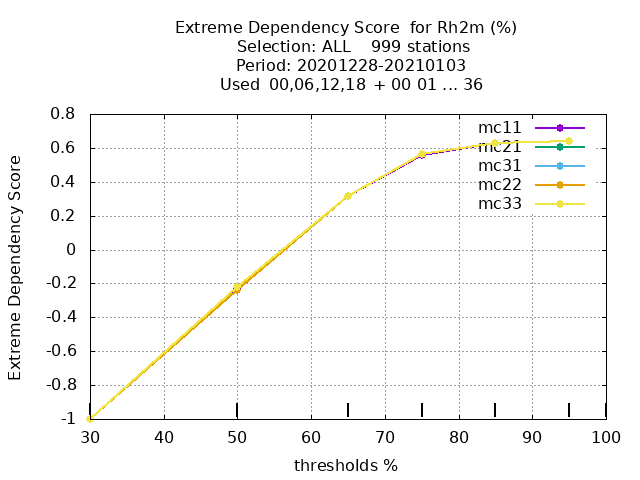 Extreme Dependency Score  for Rh2m (%)
Selection: ALL    999 stations
Period: 20201228-20210103
Used  00,06,12,18  + 00 01 ... 36
mc11
mc21
mc31
mc22
mc33
Extreme Dependency Score
0.8
0.6
0.4
0.2
0
-0.2
-0.4
-0.6
-0.8
-1
30 40 50 60 70 80 90 100
thresholds %